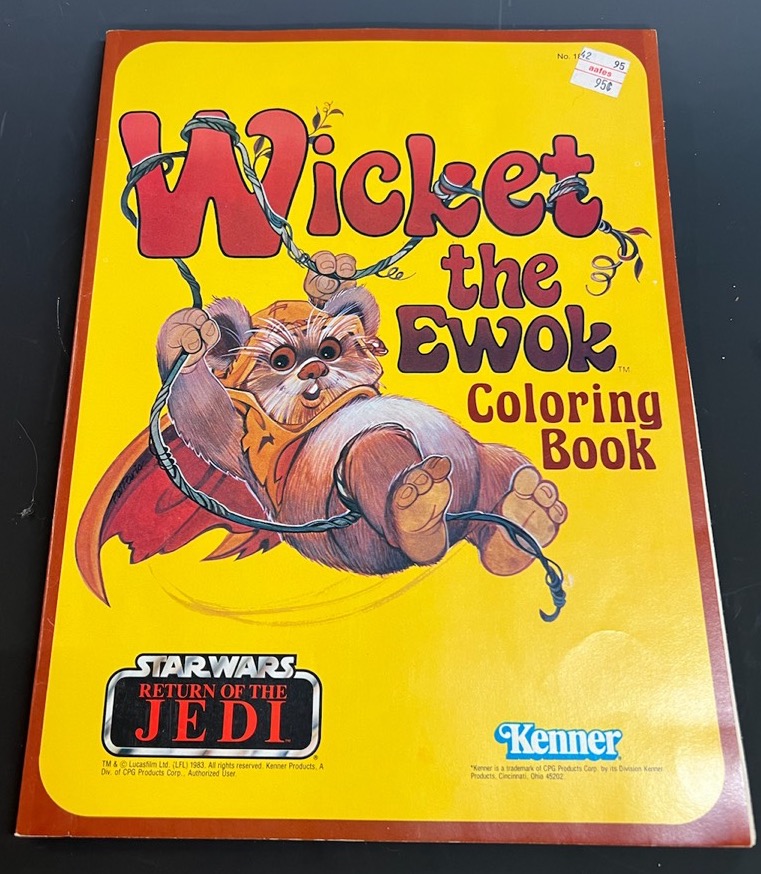 No. 1
42 95
aafes
95¢
Wicket
the
Ewok
TM
Coloring
Book
STAR WARS
RETURN OF THE
JEDI
TM & © Lucasfilm Ltd. (LFL) 1983. All rights reserved. Kenner Products, A
Div. of CPG Products Corp., Authorized User.
Kenner
*Kenner is a trademark of CPG Products Corp. by its Division Kenner
Products, Cincinnati, Ohio 45202.